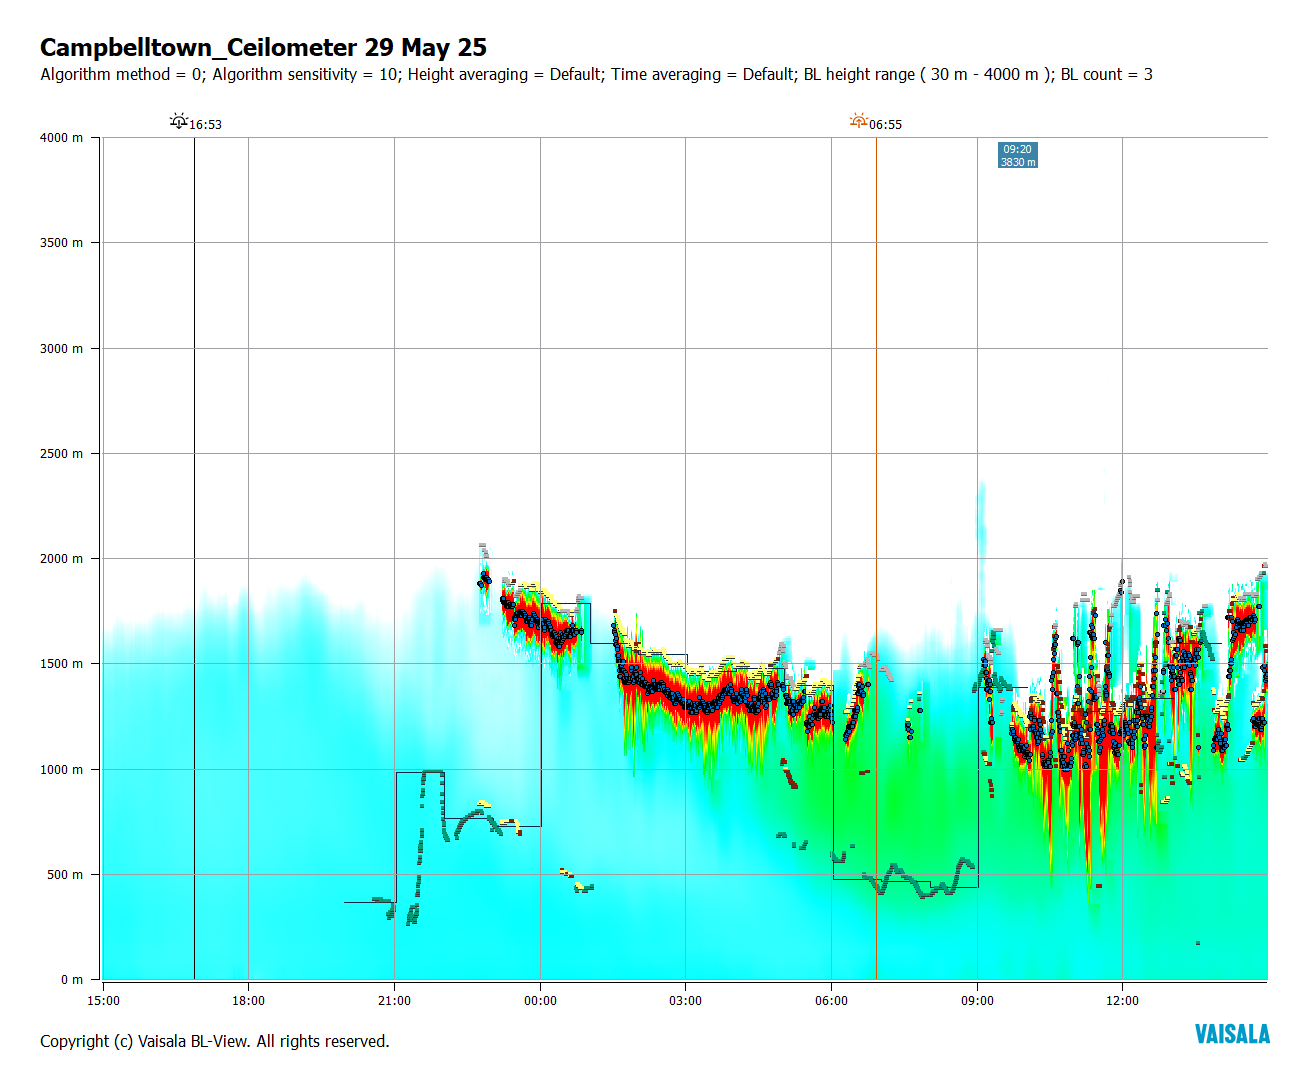 Campbelltown_Ceilometer 29 May 25
Algorithm method = 0; Algorithm sensitivity = 10; Height averaging = Default; Time averaging = Default; BL height range ( 30 m - 4000 m ); BL count = 3
16:53
06:55
4000 m
09:20
3830 m
3500 m
3000 m
2500 m
2000 m
1500 m
1000 m
500 m
0 m
15:00
18:00
21:00
00:00
03:00
06:00
09:00
12:00
Copyright (c) Vaisala BL-View. All rights reserved.
VAISALA